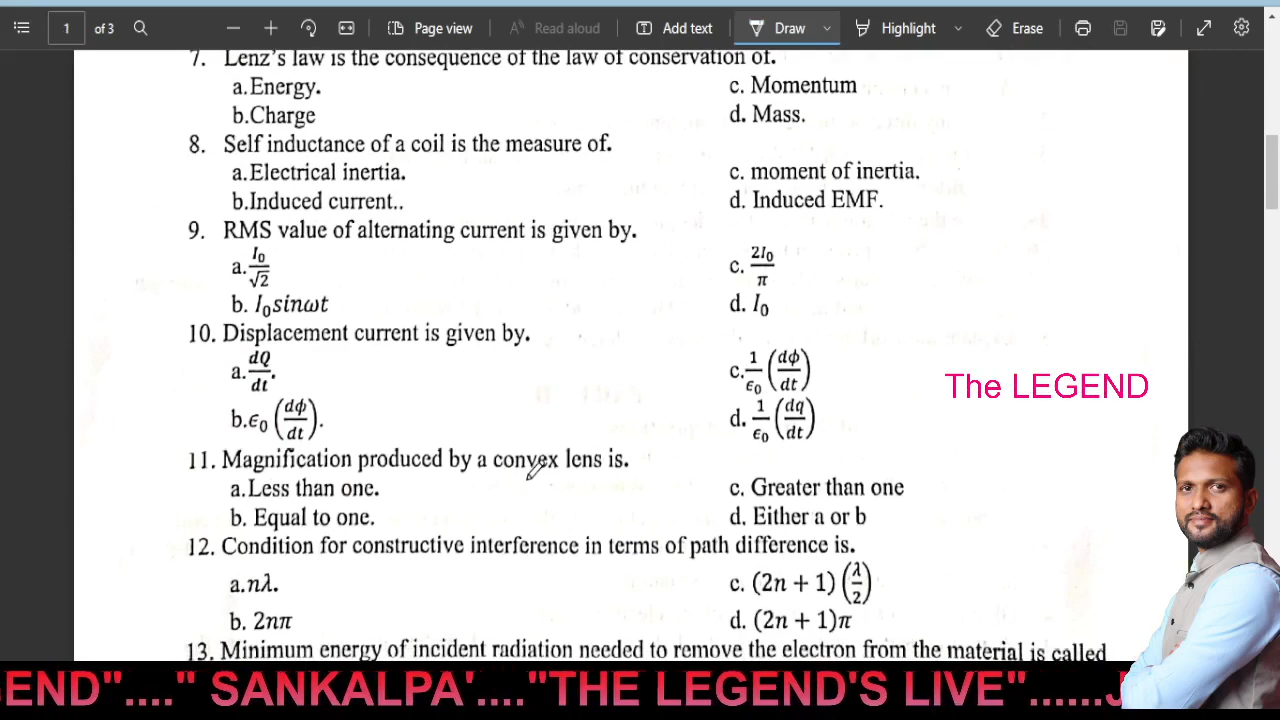 1 of 3 Page view Read aloud Add text Draw Highlight Erase
7. Lenz's law is the consequence of the law of conservation of.
a.Energy. c. Momentum
b.Charge d. Mass.
8. Self inductance of a coil is the measure of.
a.Electrical inertia. c. moment of inertia.
b.Induced current.. d. Induced EMF.
9. RMS value of alternating current is given by.
a. I₀/√2 c. 2I₀/π
b. I₀sinωt d. I₀
10. Displacement current is given by.
a. dQ/dt. c. 1/ϵ₀ (dϕ/dt)
b.ϵ₀ (dϕ/dt). d. 1/ϵ₀ (dq/dt)
The LEGEND
11. Magnification produced by a convex lens is.
a.Less than one. c. Greater than one
b. Equal to one. d. Either a or b
12. Condition for constructive interference in terms of path difference is.
a.nλ. c. (2n + 1) (λ/2)
b. 2nπ d. (2n + 1)π
13. Minimum energy of incident radiation needed to remove the electron from the material is called
END"...." SANKALPA'...."THE LEGEND'S LIVE"......J